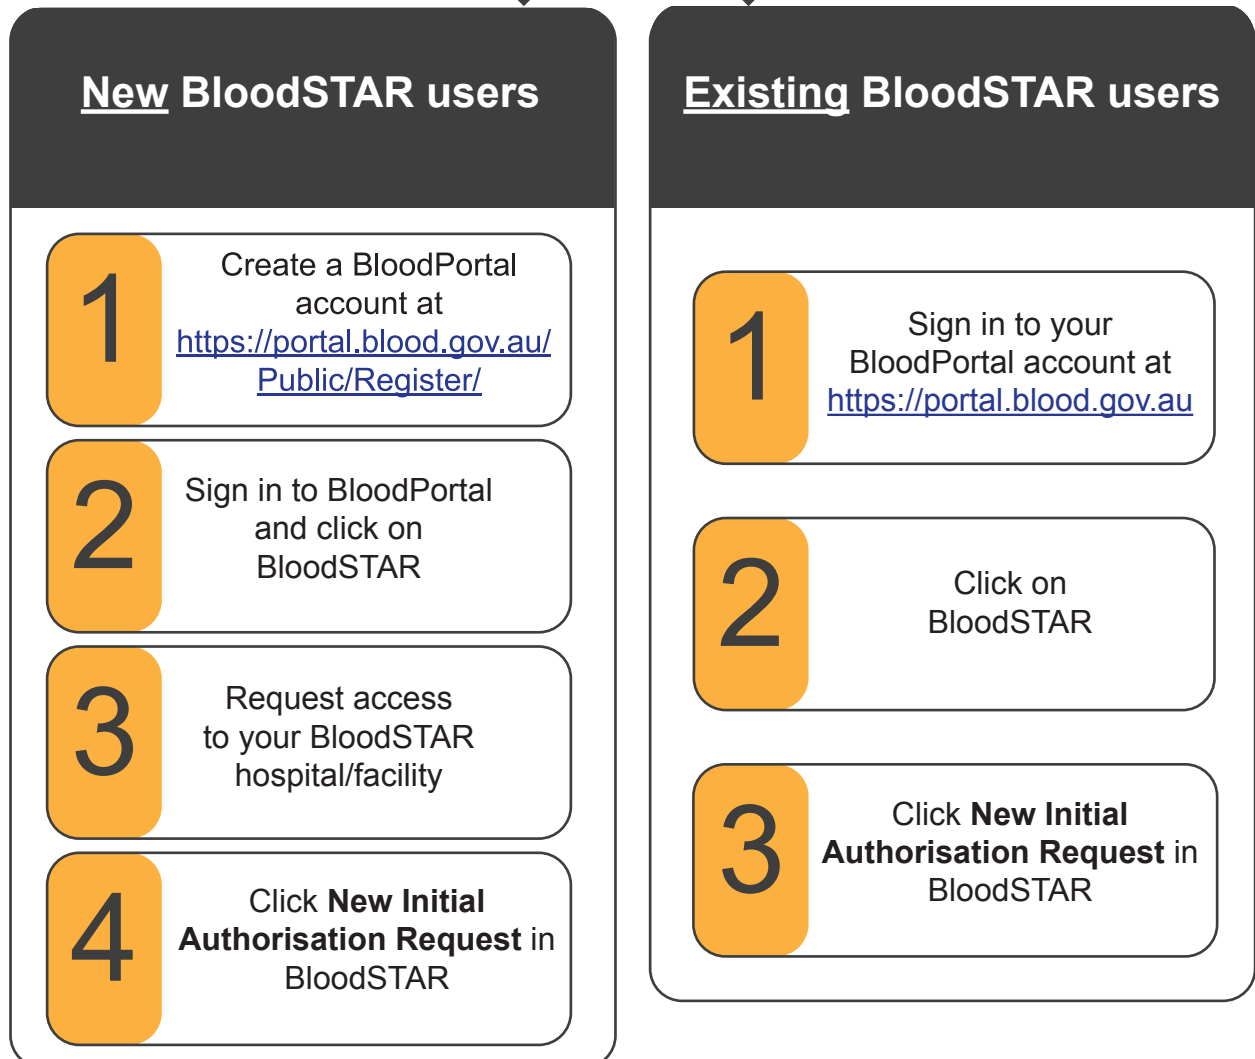 New BloodSTAR users
1
Create a BloodPortal
account at
https://portal.blood.gov.au/
Public/Register/
2
Sign in to BloodPortal
and click on
BloodSTAR
3
Request access
to your BloodSTAR
hospital/facility
4
Click New Initial
Authorisation Request in
BloodSTAR
Existing BloodSTAR users
1
Sign in to your
BloodPortal account at
https://portal.blood.gov.au
2
Click on
BloodSTAR
3
Click New Initial
Authorisation Request in
BloodSTAR